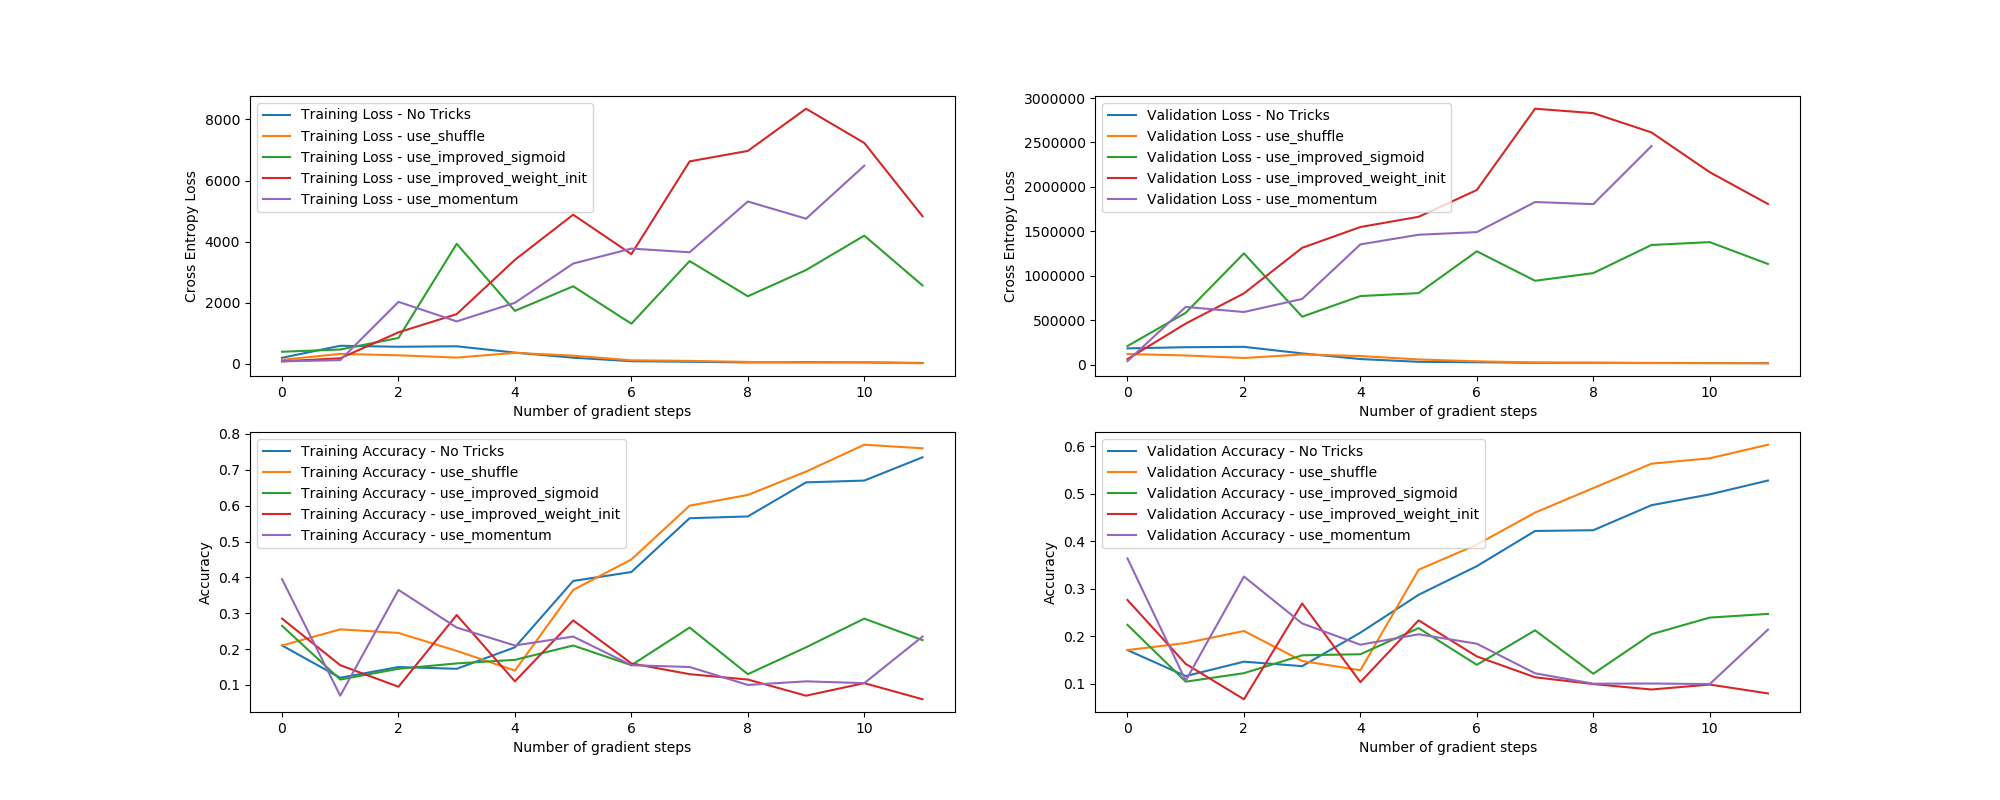 Training Loss - No Tricks
Training Loss - use_shuffle
Training Loss - use_improved_sigmoid
Training Loss - use_improved_weight_init
Training Loss - use_momentum
8000
6000
4000
2000
0
Cross Entropy Loss
0 2 4 6 8 10
Number of gradient steps
Validation Loss - No Tricks
Validation Loss - use_shuffle
Validation Loss - use_improved_sigmoid
Validation Loss - use_improved_weight_init
Validation Loss - use_momentum
3000000
2500000
2000000
1500000
1000000
500000
0
Cross Entropy Loss
0 2 4 6 8 10
Number of gradient steps
Training Accuracy - No Tricks
Training Accuracy - use_shuffle
Training Accuracy - use_improved_sigmoid
Training Accuracy - use_improved_weight_init
Training Accuracy - use_momentum
0.8
0.7
0.6
0.5
0.4
0.3
0.2
0.1
Accuracy
0 2 4 6 8 10
Number of gradient steps
Validation Accuracy - No Tricks
Validation Accuracy - use_shuffle
Validation Accuracy - use_improved_sigmoid
Validation Accuracy - use_improved_weight_init
Validation Accuracy - use_momentum
0.6
0.5
0.4
0.3
0.2
0.1
Accuracy
0 2 4 6 8 10
Number of gradient steps